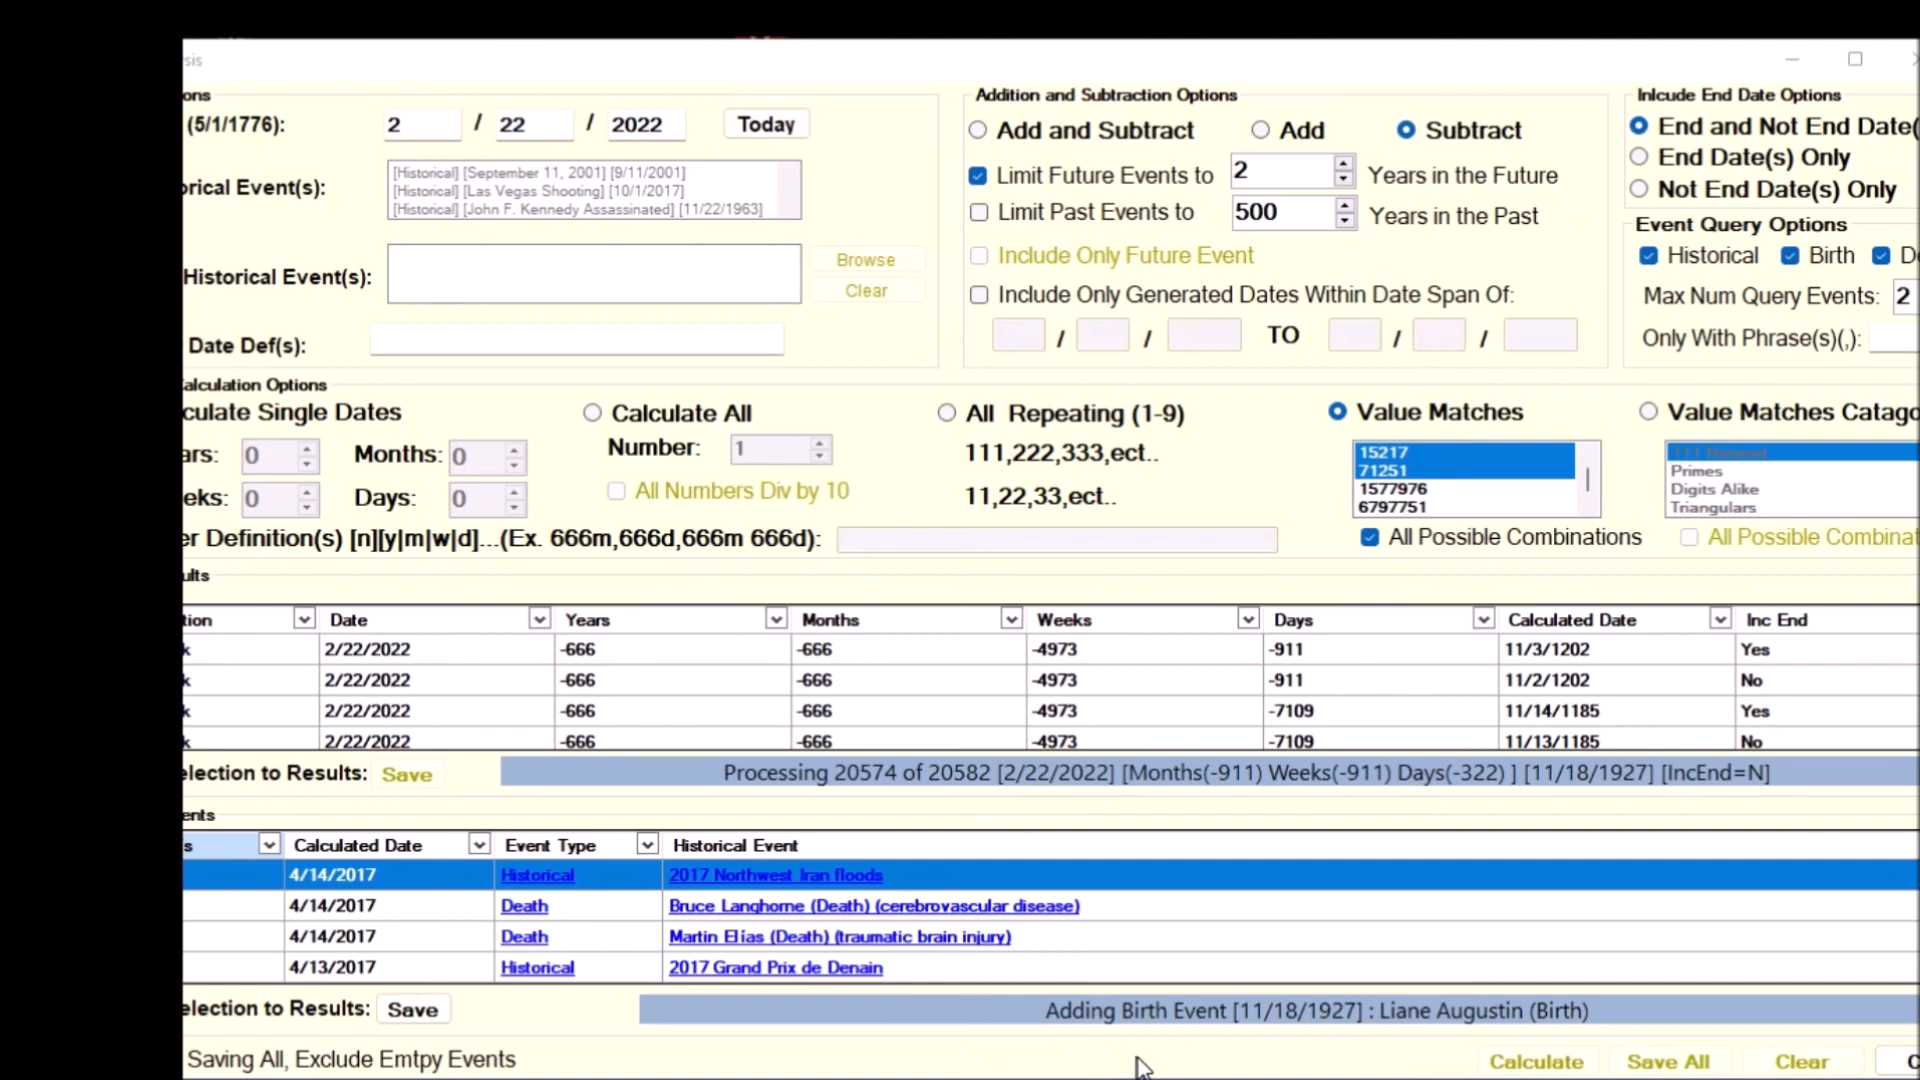 sis
ons
(5/1/1776): 2 / 22 / 2022 Today
orical Event(s):
[Historical] [September 11, 2001] [9/11/2001]
[Historical] [Las Vegas Shooting] [10/1/2017]
[Historical] [John F. Kennedy Assassinated] [11/22/1963]
Historical Event(s):
Browse
Clear
Date Def(s):
Addition and Subtraction Options
Add and Subtract Add Subtract
Limit Future Events to 2 Years in the Future
Limit Past Events to 500 Years in the Past
Include Only Future Event
Include Only Generated Dates Within Date Span Of:
/ / TO / /
Inlcude End Date Options
End and Not End Date(
End Date(s) Only
Not End Date(s) Only
Event Query Options
Historical Birth D
Max Num Query Events: 2
Only With Phrase(s)(,):
alculation Options
culate Single Dates
ars: 0 Months: 0
eeks: 0 Days: 0
Calculate All
Number: 1
All Numbers Div by 10
All Repeating (1-9)
111,222,333,ect..
11,22,33,ect..
Value Matches
15217
71251
1577976
6797751
All Possible Combinations
Value Matches Catago
Primes
Digits Alike
Triangulars
All Possible Combinat
er Definition(s) [n][y|m|w|d]...(Ex. 666m,666d,666m 666d):
ults
tion Date Years Months Weeks Days Calculated Date Inc End
k 2/22/2022 -666 -666 -4973 -911 11/3/1202 Yes
k 2/22/2022 -666 -666 -4973 -911 11/2/1202 No
k 2/22/2022 -666 -666 -4973 -7109 11/14/1185 Yes
k 2/22/2022 -666 -666 -4973 -7109 11/13/1185 No
election to Results: Save Processing 20574 of 20582 [2/22/2022] [Months(-911) Weeks(-911) Days(-322) ] [11/18/1927] [IncEnd=N]
ents
s Calculated Date Event Type Historical Event
4/14/2017 Historical 2017 Northwest Iran floods
4/14/2017 Death Bruce Langhorne (Death) (cerebrovascular disease)
4/14/2017 Death Martin Elías (Death) (traumatic brain injury)
4/13/2017 Historical 2017 Grand Prix de Denain
election to Results: Save Adding Birth Event [11/18/1927] : Liane Augustin (Birth)
Saving All, Exclude Emtpy Events Calculate Save All Clear C